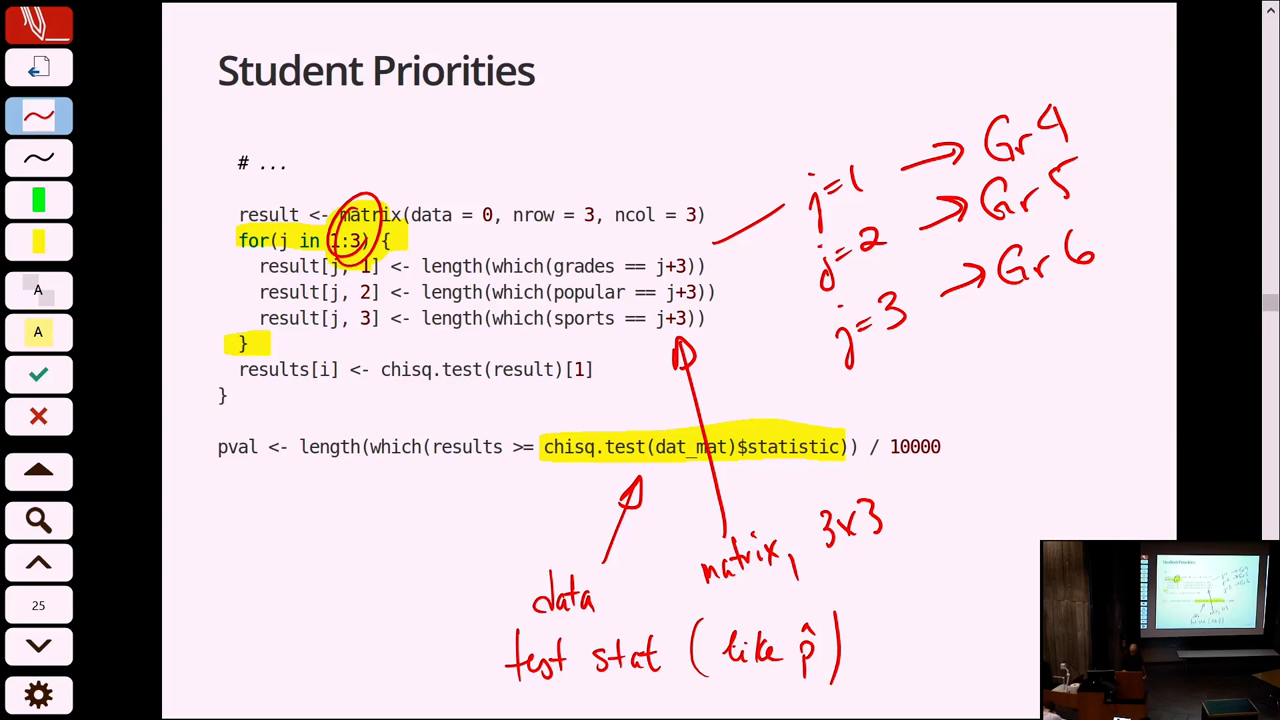 Student Priorities
# ...
result <- matrix(data = 0, nrow = 3, ncol = 3)
for(j in 1:3) {
result[j, 1] <- length(which(grades == j+3))
result[j, 2] <- length(which(popular == j+3))
result[j, 3] <- length(which(sports == j+3))
}
results[i] <- chisq.test(result)[1]
}
pval <- length(which(results >= chisq.test(dat_mat)$statistic)) / 10000
j=1 → Gr 4
j=2 → Gr 5
j=3 → Gr 6
matrix, 3x3
data
test stat (like p̂)
A
A
25